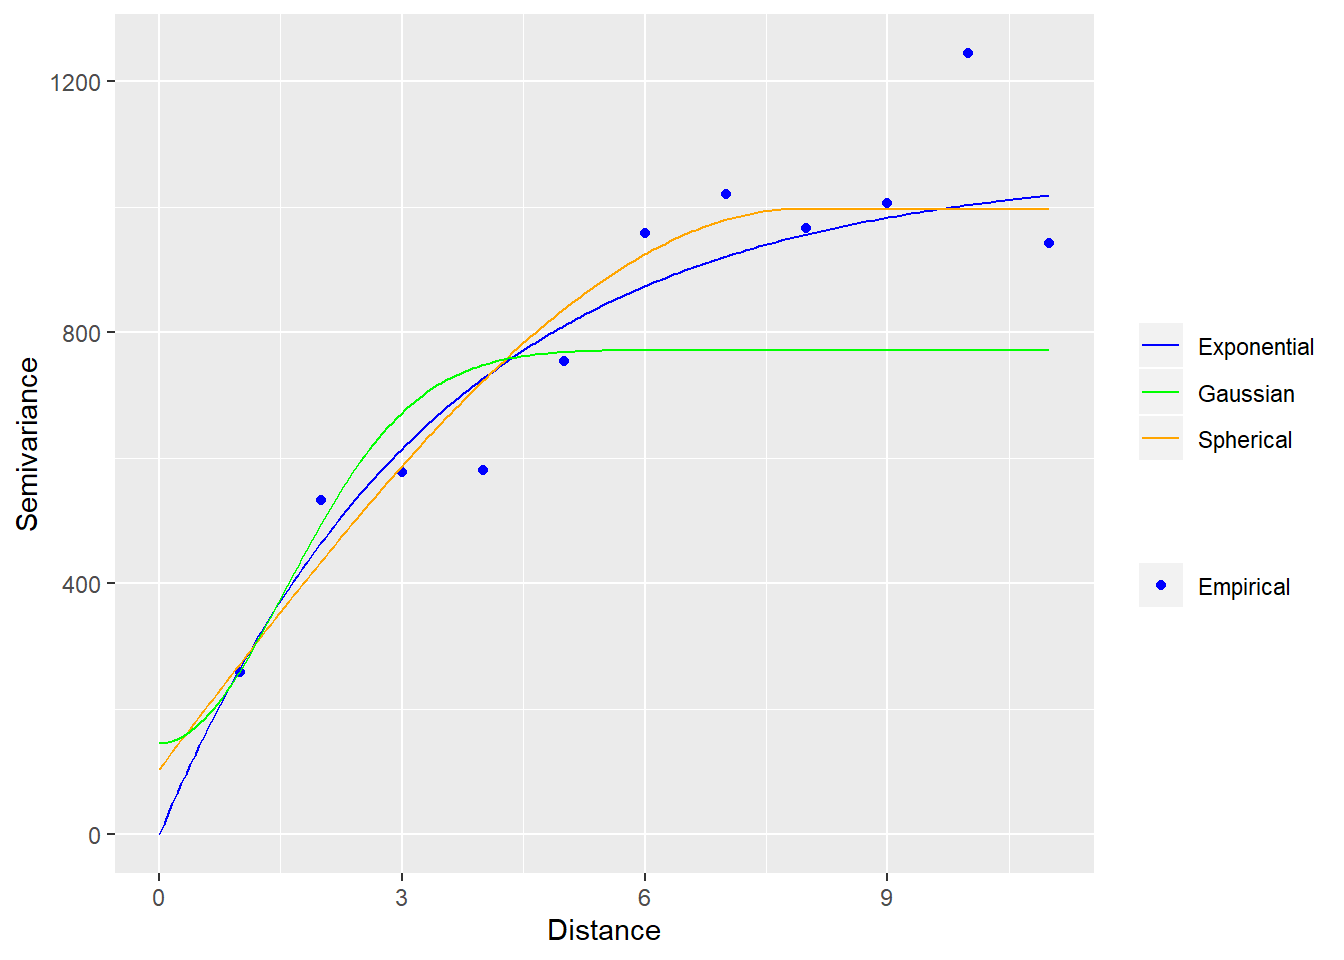 1200
800
400
0
Semivariance
0 3 6 9
Distance
Exponential
Gaussian
Spherical
Empirical